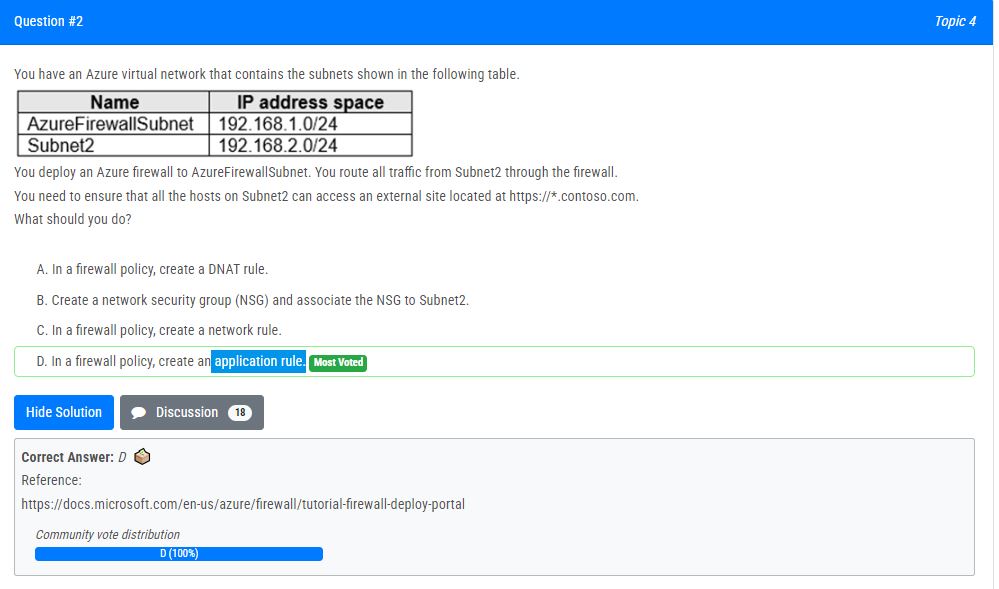 Question #2
Topic 4
You have an Azure virtual network that contains the subnets shown in the following table.
Name IP address space
AzureFirewallSubnet 192.168.1.0/24
Subnet2 192.168.2.0/24
You deploy an Azure firewall to AzureFirewallSubnet. You route all traffic from Subnet2 through the firewall.
You need to ensure that all the hosts on Subnet2 can access an external site located at https://*.contoso.com.
What should you do?
A. In a firewall policy, create a DNAT rule.
B. Create a network security group (NSG) and associate the NSG to Subnet2.
C. In a firewall policy, create a network rule.
D. In a firewall policy, create an application rule. Most Voted
Hide Solution Discussion 18
Correct Answer: D
Reference:
https://docs.microsoft.com/en-us/azure/firewall/tutorial-firewall-deploy-portal
Community vote distribution
D (100%)